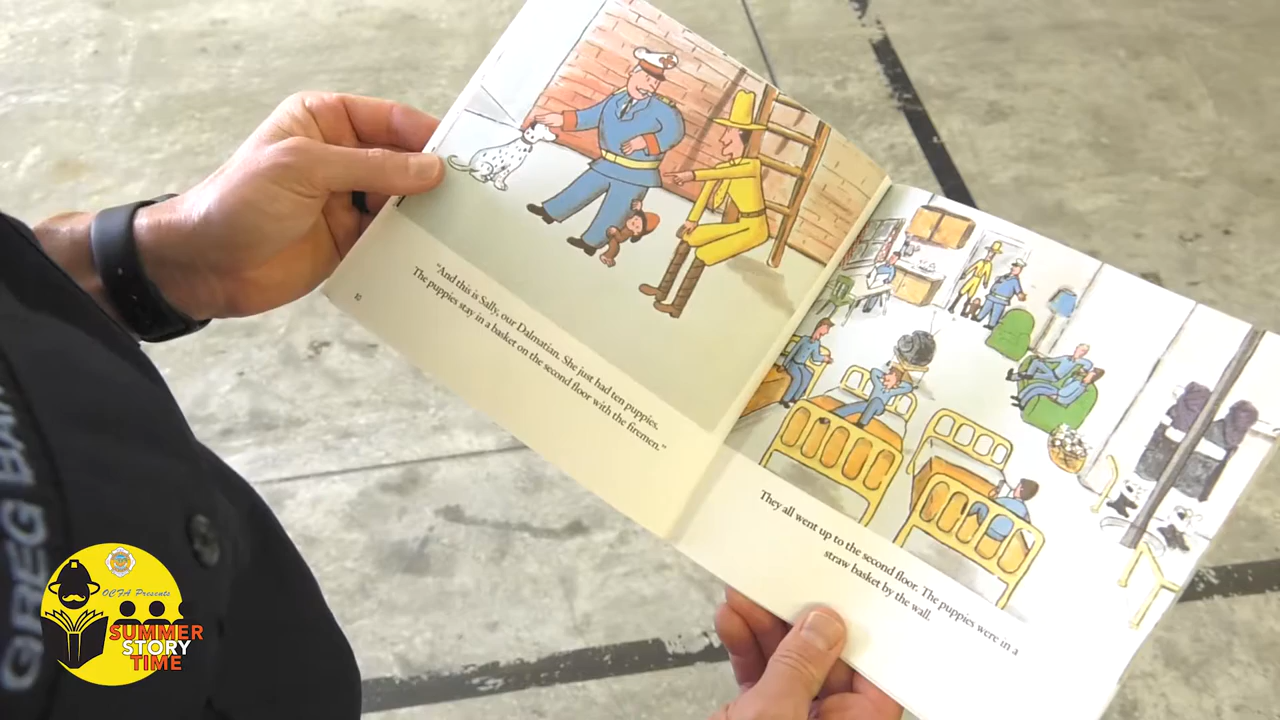 "And this is Sally, our Dalmatian. She just had ten puppies.
The puppies stay in a basket on the second floor with the firemen."
They all went up to the second floor. The puppies were in a
straw basket by the wall.
GREG
OCFA Presents
SUMMER
STORY
TIME